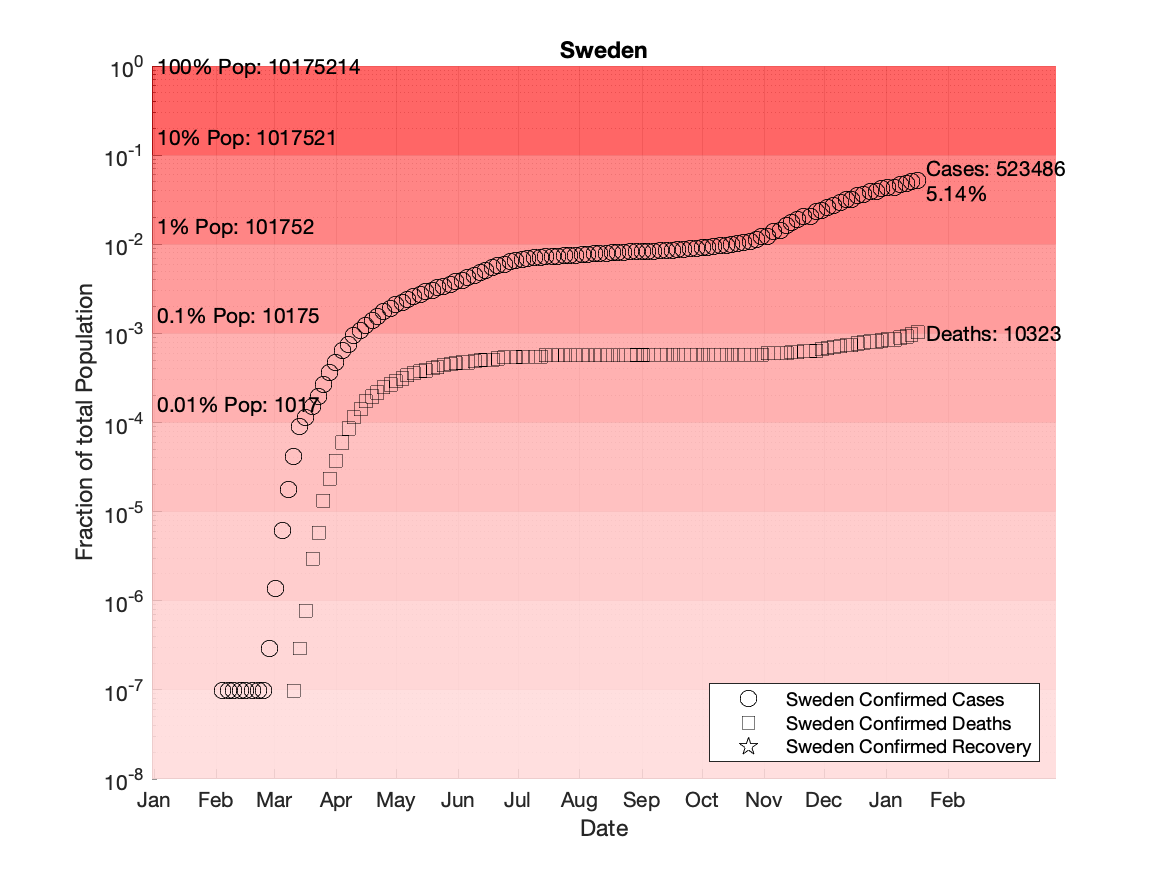 Sweden
10^0
100% Pop: 10175214
10% Pop: 1017521
10^-1
Cases: 523486
5.14%
1% Pop: 101752
10^-2
0.1% Pop: 10175
10^-3
Deaths: 10323
0.01% Pop: 1017
10^-4
10^-5
10^-6
10^-7
10^-8
Fraction of total Population
Sweden Confirmed Cases
Sweden Confirmed Deaths
Sweden Confirmed Recovery
Jan Feb Mar Apr May Jun Jul Aug Sep Oct Nov Dec Jan Feb
Date